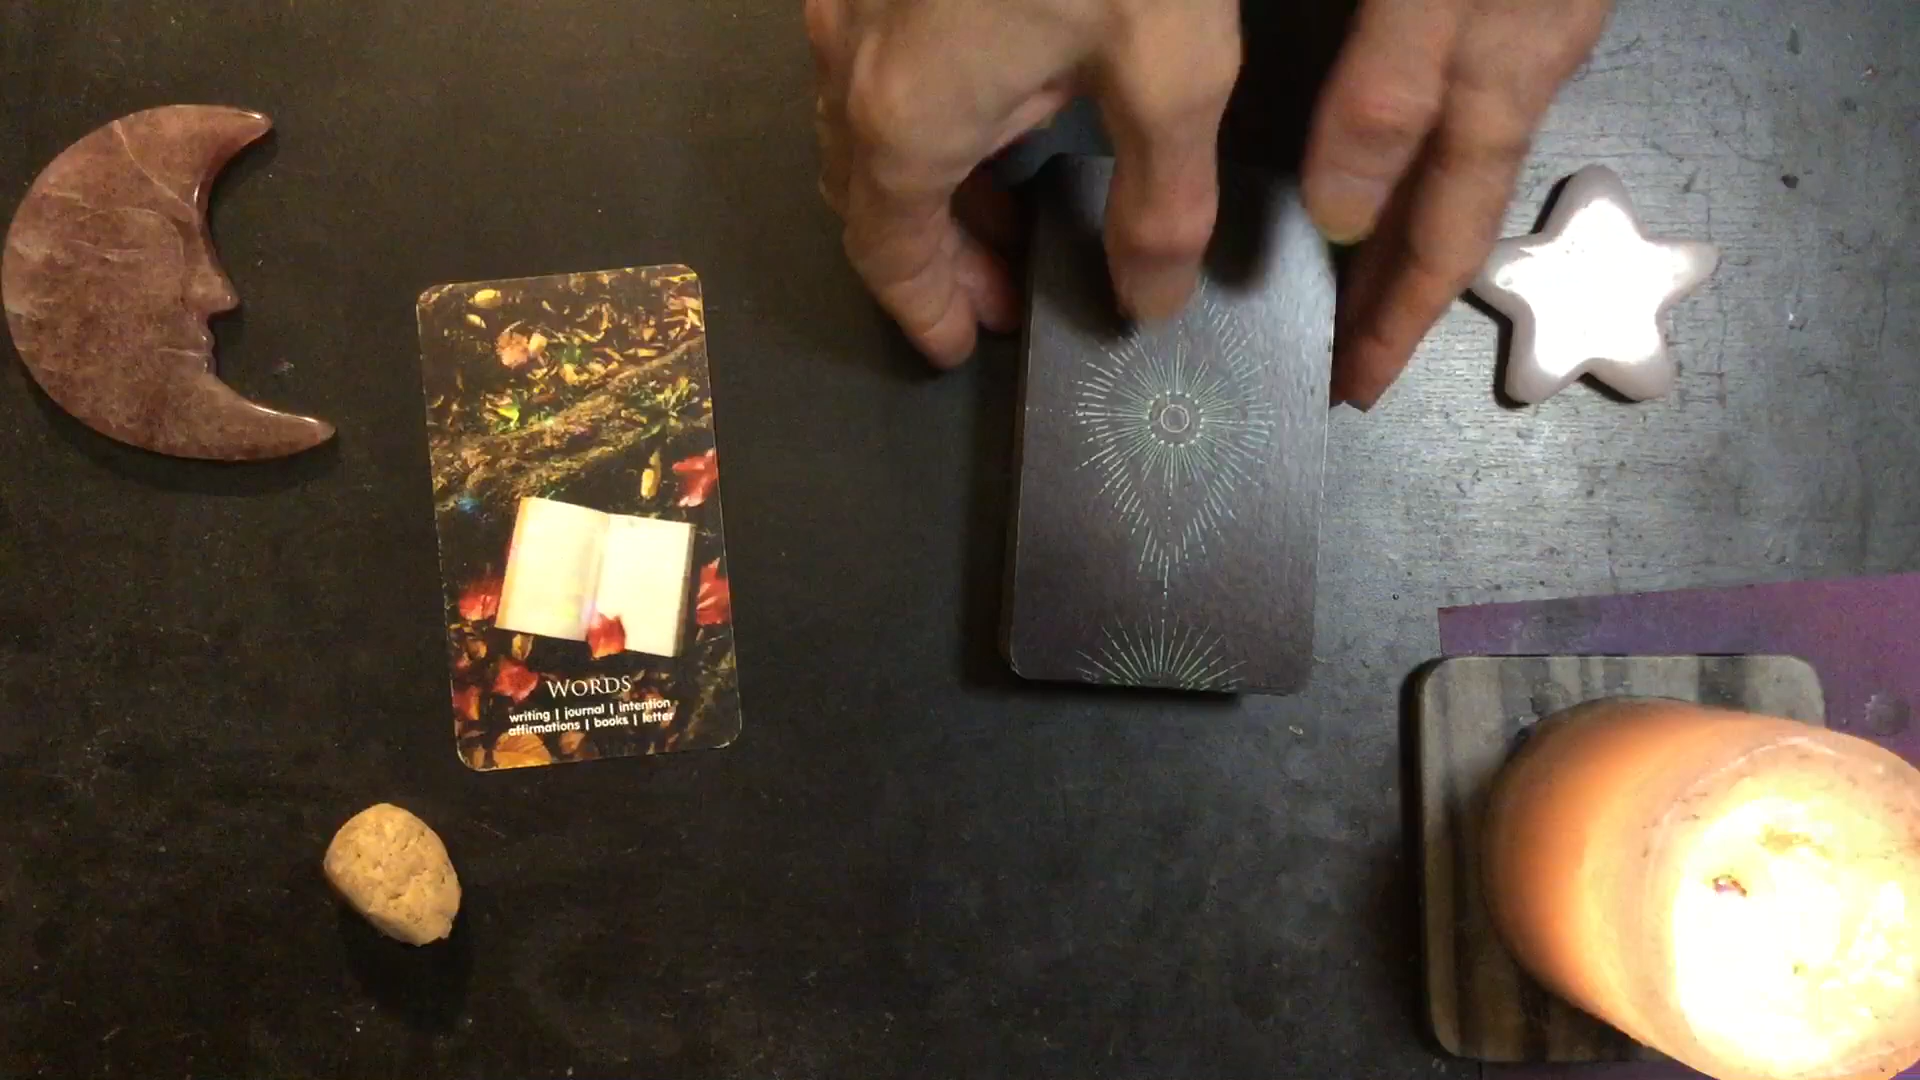 WORDS
writing | journal | intention
affirmations | books | letter